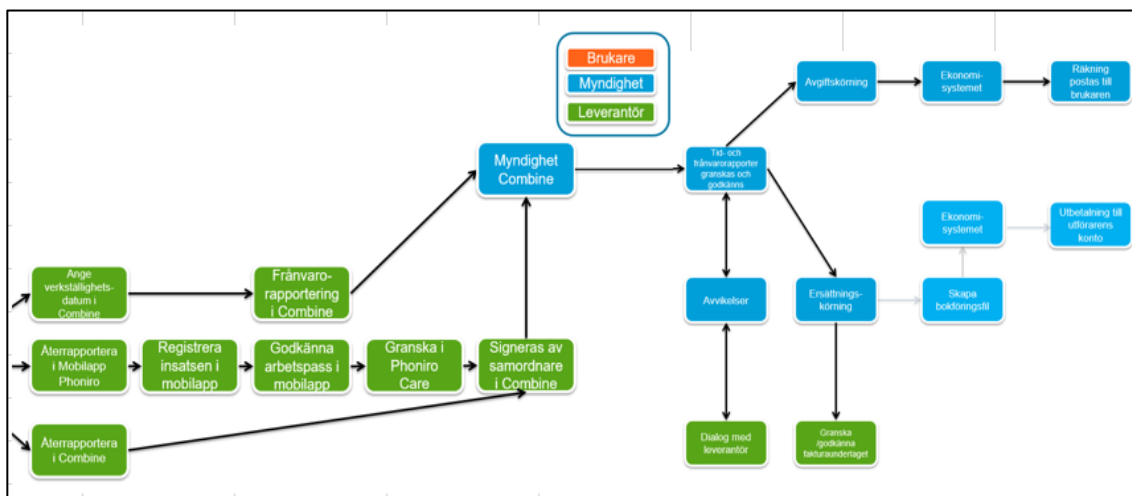 Brukare
Myndighet
Leverantör
Avgiftskörning
Ekonomi-
systemet
Räkning
postas till
brukaren
Myndighet
Combine
Tid- och
frånvarorapporter
granskas och
godkänns
Ekonomi-
systemet
Utbetalning till
utförarens
konto
Ange
verkställighets-
datum i
Combine
Frånvaro-
rapportering
i Combine
Avvikelser
Ersättnings-
körning
Skapa
bokföringsfil
Återrapportera
i Mobilapp
Phoniro
Registrera
insatsen i
mobilapp
Godkänna
arbetspass i
mobilapp
Granska i
Phoniro
Care
Signeras av
samordnare
i Combine
Återrapportera
i Combine
Dialog med
leverantör
Granska
/godkänna
fakturaunderlaget